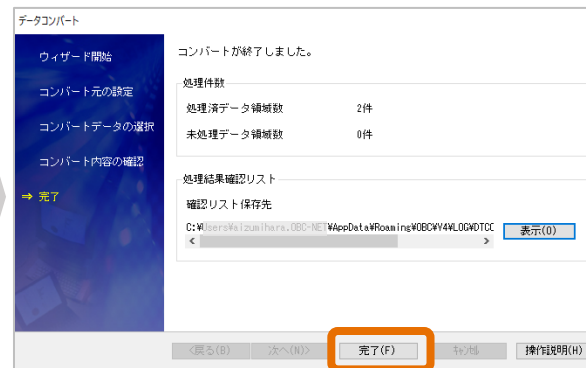 データコンバート
ウィザード開始
コンバート元の設定
コンバートデータの選択
コンバート内容の確認
⇒ 完了
コンバートが終了しました。
処理件数
処理済データ領域数 2件
未処理データ領域数 0件
処理結果確認リスト
確認リスト保存先
C:¥Users¥aizumihara.OBC-NET¥AppData¥Roaming¥OBC¥V4¥LOG¥DTCC
表示(O)
<戻る(B) 次へ(N)> 完了(F) キャンセル 操作説明(H)